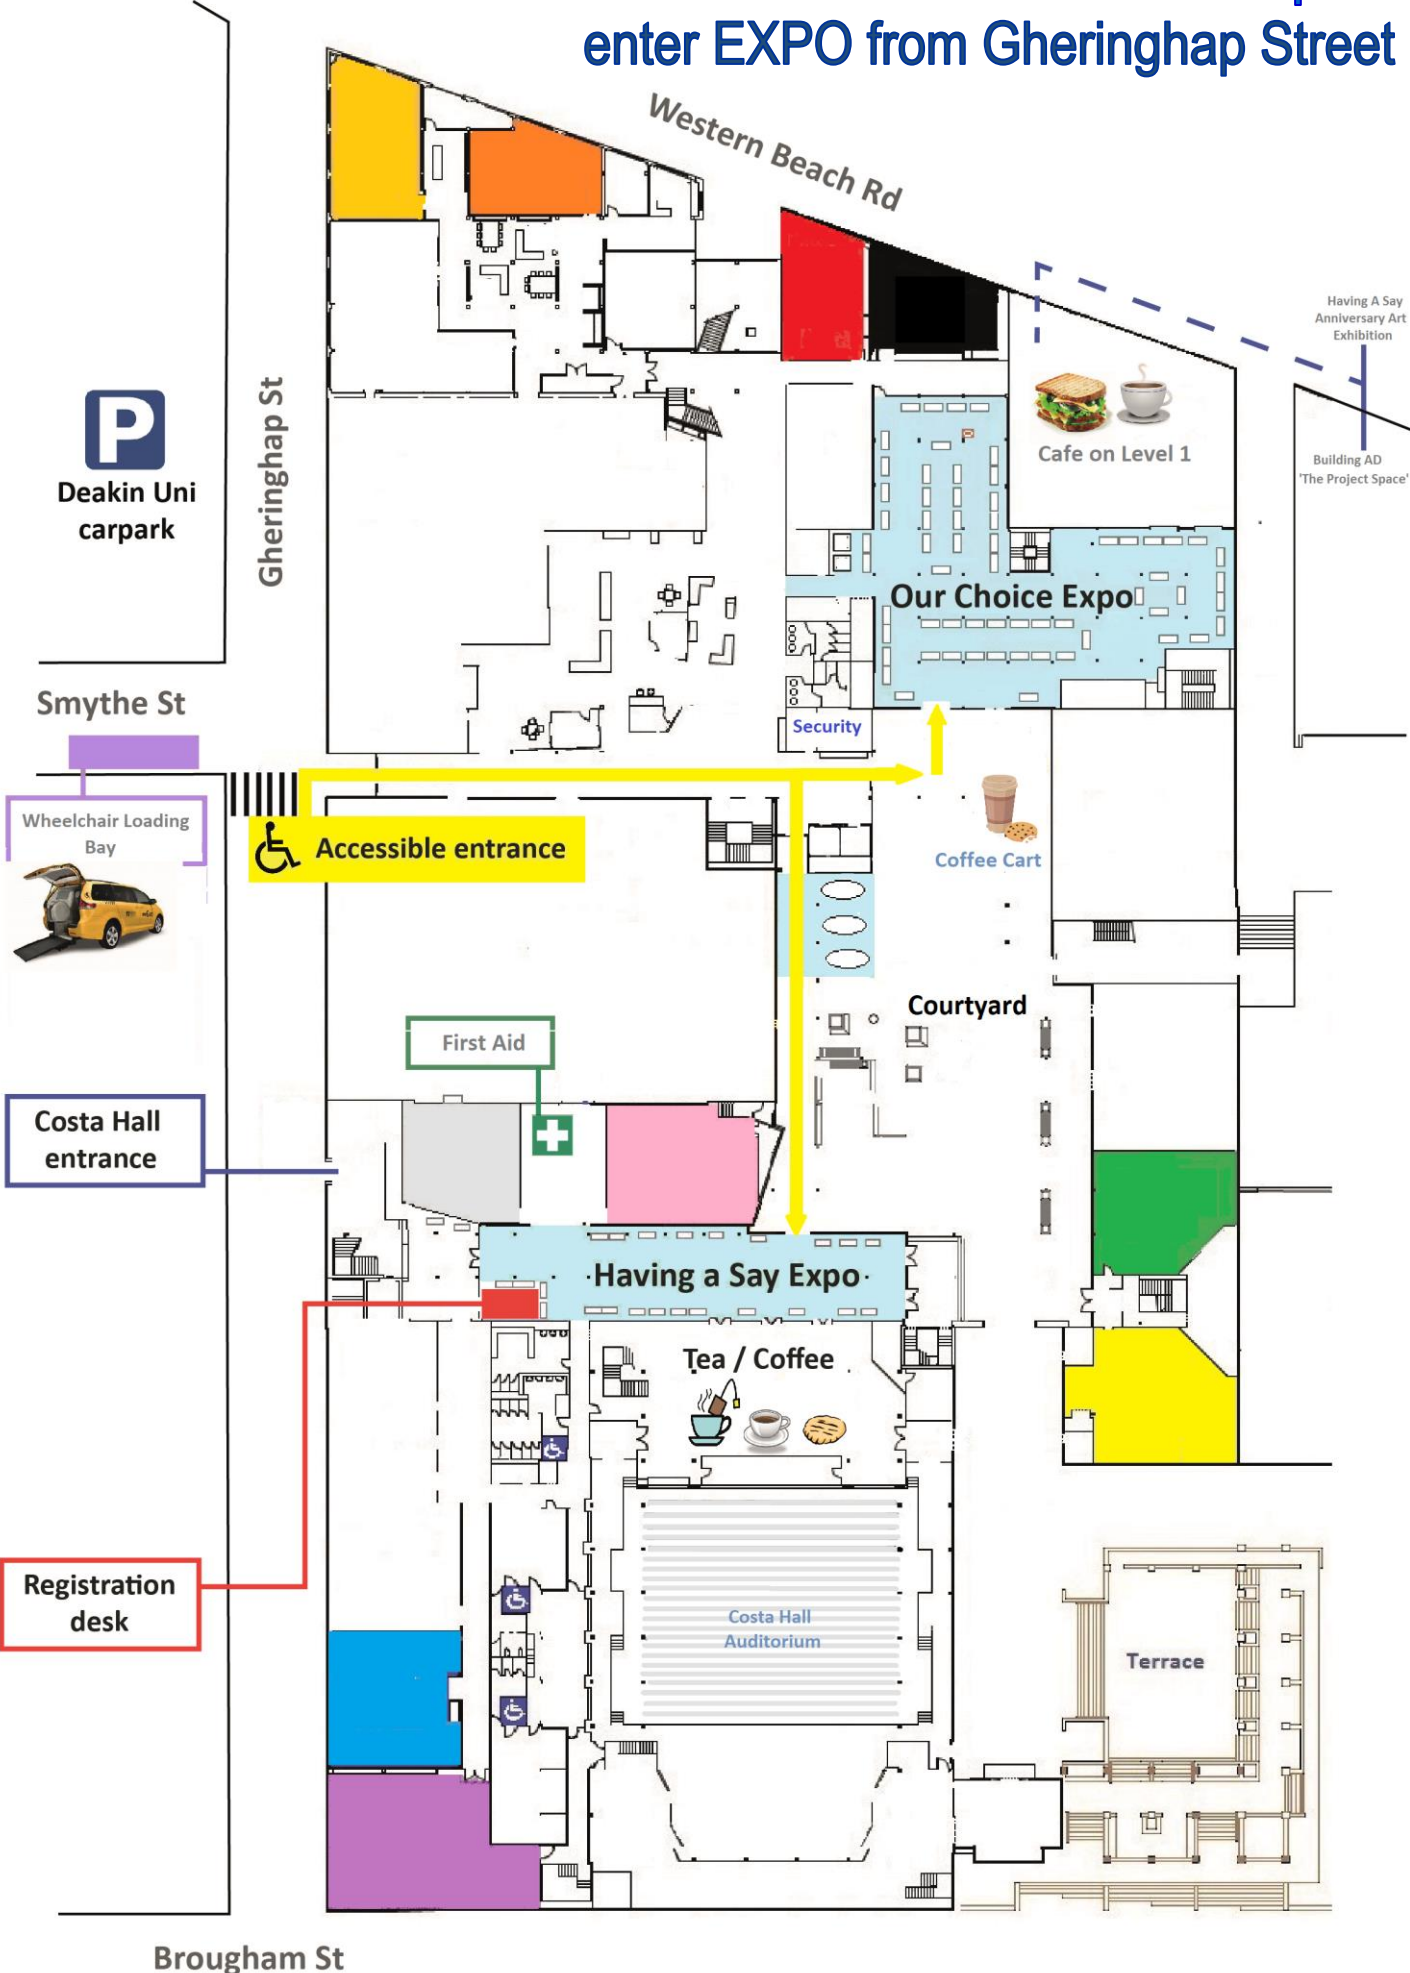 enter EXPO from Gheringhap Street
Western Beach Rd
Having A Say
Anniversary Art
Exhibition
P
Deakin Uni
carpark
Gheringhap St
Cafe on Level 1
Building AD
'The Project Space'
Our Choice Expo
Smythe St
Security
Wheelchair Loading
Bay
Accessible entrance
Coffee Cart
Courtyard
First Aid
Costa Hall
entrance
Having a Say Expo
Tea / Coffee
Registration
desk
Costa Hall
Auditorium
Terrace
Brougham St